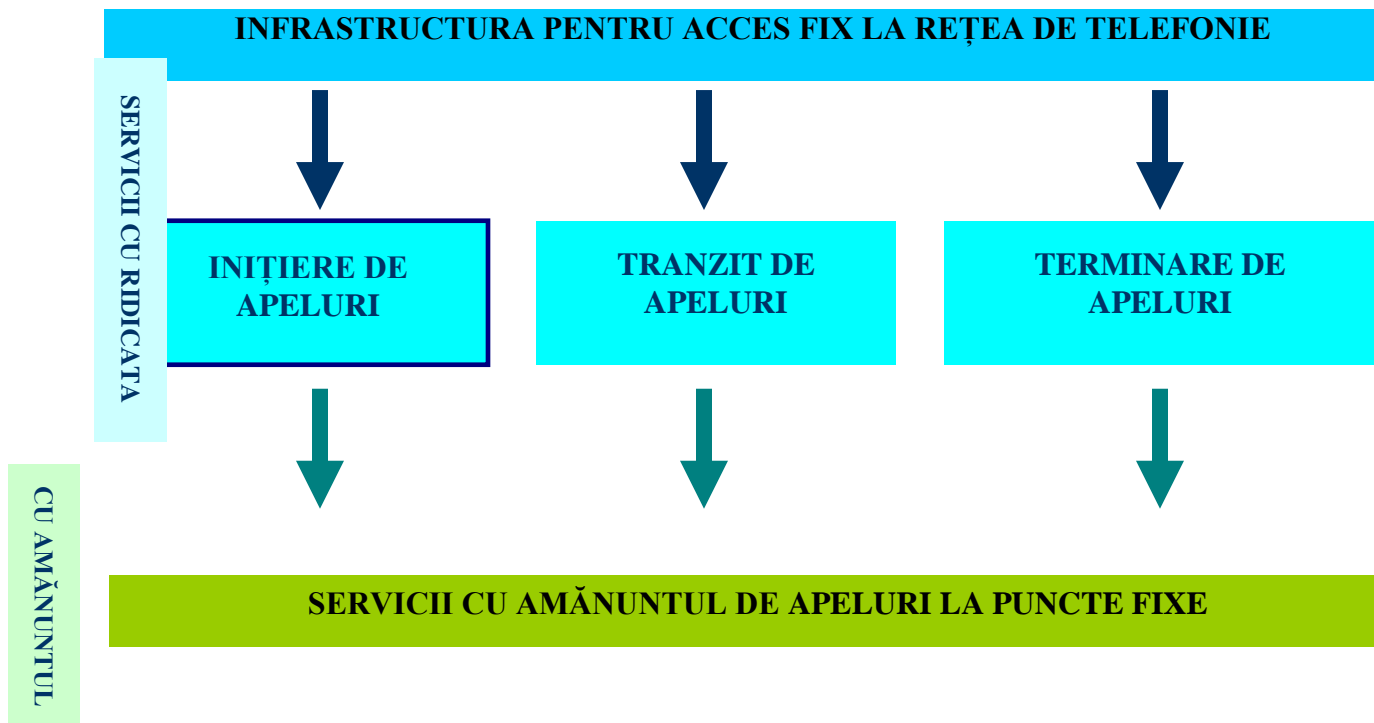 INFRASTRUCTURA PENTRU ACCES FIX LA REȚEA DE TELEFONIE
SERVICII CU RIDICATA
INIȚIERE DE
APELURI
TRANZIT DE
APELURI
TERMINARE DE
APELURI
CU AMĂNUNTUL
SERVICII CU AMĂNUNTUL DE APELURI LA PUNCTE FIXE